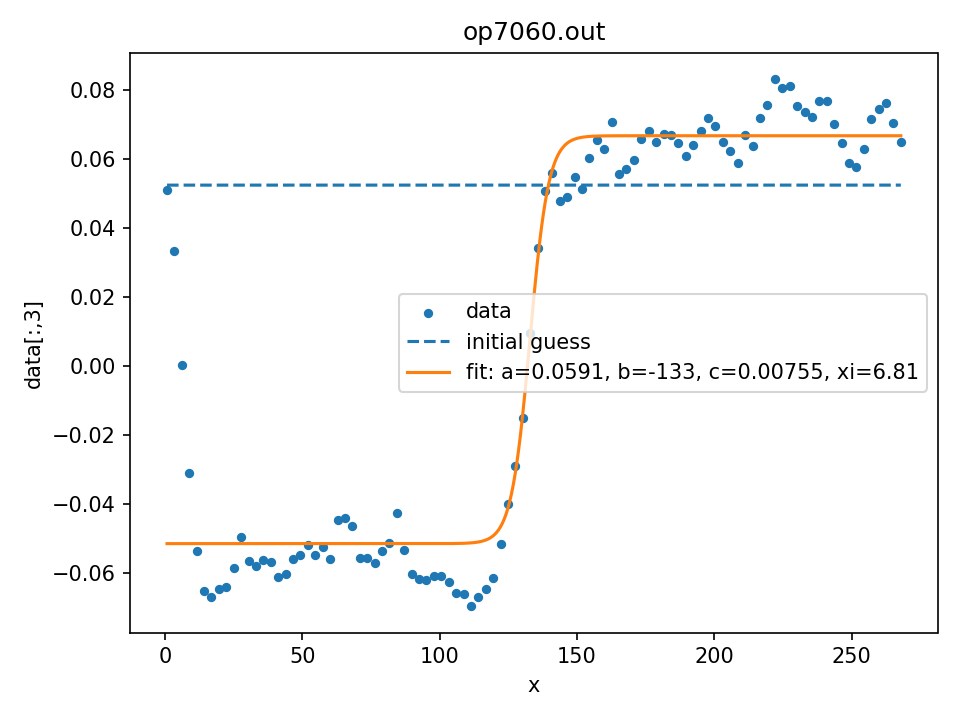 op7060.out
data[:,3]
0.08
0.06
0.04
0.02
0.00
−0.02
−0.04
−0.06
data
initial guess
fit: a=0.0591, b=-133, c=0.00755, xi=6.81
0 50 100 150 200 250
x